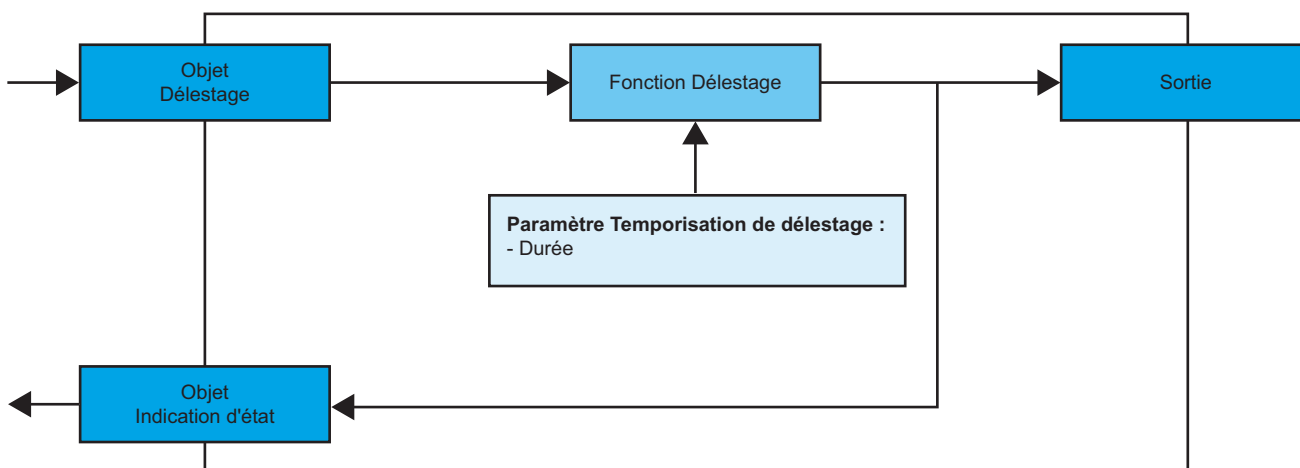 Objet
Délestage
Fonction Délestage
Sortie
Paramètre Temporisation de délestage :
- Durée
Objet
Indication d'état